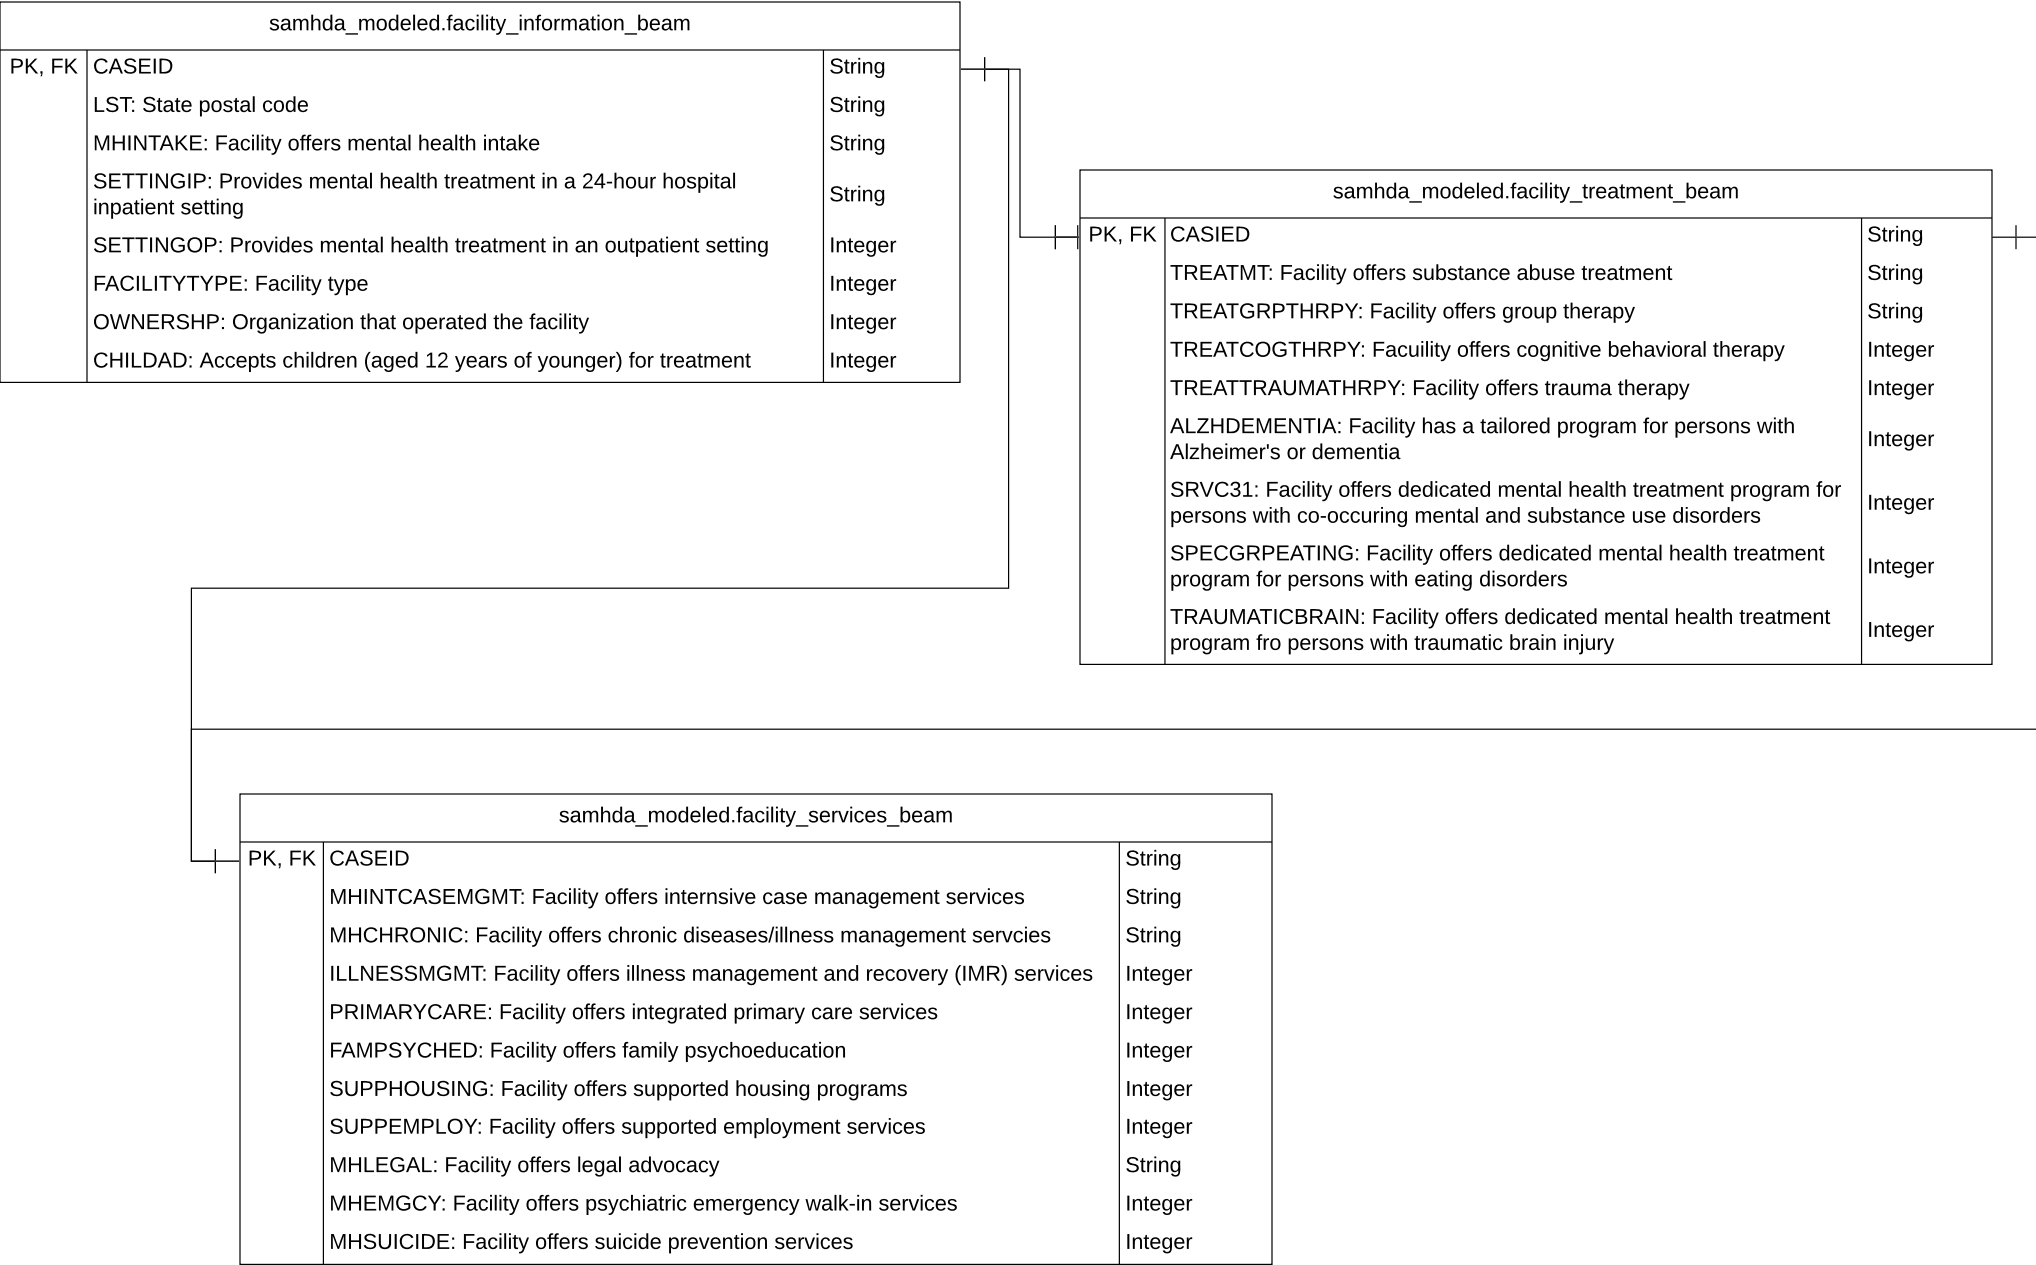 samhda_modeled.facility_information_beam
PK, FK CASEID String
LST: State postal code String
MHINTAKE: Facility offers mental health intake String
SETTINGIP: Provides mental health treatment in a 24-hour hospital
inpatient setting String
SETTINGOP: Provides mental health treatment in an outpatient setting Integer
FACILITYTYPE: Facility type Integer
OWNERSHP: Organization that operated the facility Integer
CHILDAD: Accepts children (aged 12 years of younger) for treatment Integer
samhda_modeled.facility_treatment_beam
PK, FK CASIED String
TREATMT: Facility offers substance abuse treatment String
TREATGRPTHRPY: Facility offers group therapy String
TREATCOGTHRPY: Facuility offers cognitive behavioral therapy Integer
TREATTRAUMATHRPY: Facility offers trauma therapy Integer
ALZHDEMENTIA: Facility has a tailored program for persons with
Alzheimer's or dementia Integer
SRVC31: Facility offers dedicated mental health treatment program for
persons with co-occuring mental and substance use disorders Integer
SPECGRPEATING: Facility offers dedicated mental health treatment
program for persons with eating disorders Integer
TRAUMATICBRAIN: Facility offers dedicated mental health treatment
program fro persons with traumatic brain injury Integer
samhda_modeled.facility_services_beam
PK, FK CASEID String
MHINTCASEMGMT: Facility offers internsive case management services String
MHCHRONIC: Facility offers chronic diseases/illness management servcies String
ILLNESSMGMT: Facility offers illness management and recovery (IMR) services Integer
PRIMARYCARE: Facility offers integrated primary care services Integer
FAMPSYCHED: Facility offers family psychoeducation Integer
SUPPHOUSING: Facility offers supported housing programs Integer
SUPPEMPLOY: Facility offers supported employment services Integer
MHLEGAL: Facility offers legal advocacy String
MHEMGCY: Facility offers psychiatric emergency walk-in services Integer
MHSUICIDE: Facility offers suicide prevention services Integer